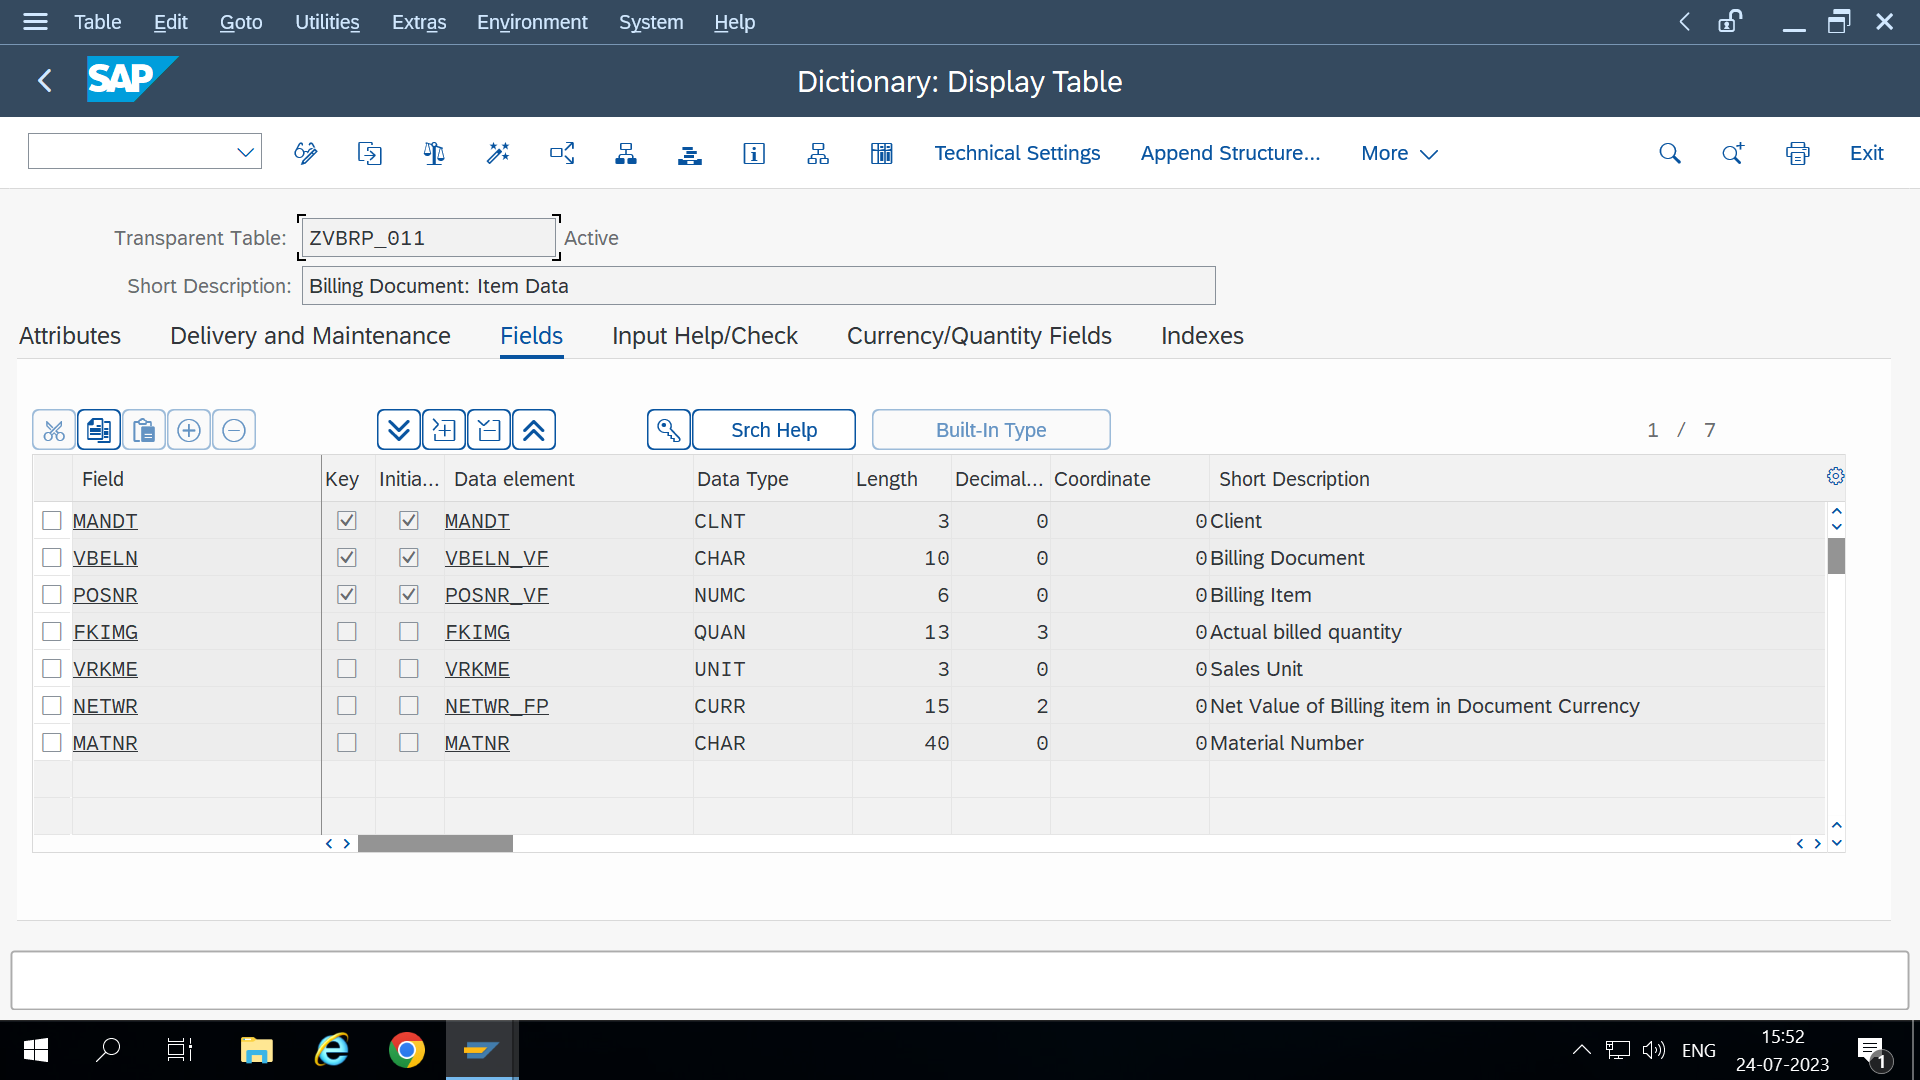 Table Edit Goto Utilities Extras Environment System Help
SAP Dictionary: Display Table
Technical Settings Append Structure... More Exit
Transparent Table: ZVBRP_011 Active
Short Description: Billing Document: Item Data
Attributes Delivery and Maintenance Fields Input Help/Check Currency/Quantity Fields Indexes
Srch Help Built-In Type 1 / 7
Field Key Initia... Data element Data Type Length Decimal... Coordinate Short Description
MANDT MANDT CLNT 3 0 0 Client
VBELN VBELN_VF CHAR 10 0 0 Billing Document
POSNR POSNR_VF NUMC 6 0 0 Billing Item
FKIMG FKIMG QUAN 13 3 0 Actual billed quantity
VRKME VRKME UNIT 3 0 0 Sales Unit
NETWR NETWR_FP CURR 15 2 0 Net Value of Billing item in Document Currency
MATNR MATNR CHAR 40 0 0 Material Number
ENG 15:52 1
24-07-2023